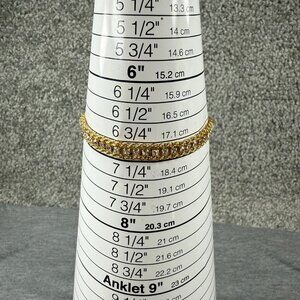 5 1/4" 13.3 cm
5 1/2" 14 cm
5 3/4" 14.6 cm
6" 15.2 cm
6 1/4" 15.9 cm
6 1/2" 16.5 cm
6 3/4" 17.1 cm
7 1/4" 18.4 cm
7 1/2" 19.1 cm
7 3/4" 19.7 cm
8" 20.3 cm
8 1/4" 21 cm
8 1/2" 21.6 cm
8 3/4" 22.2 cm
Anklet 9" 23 cm